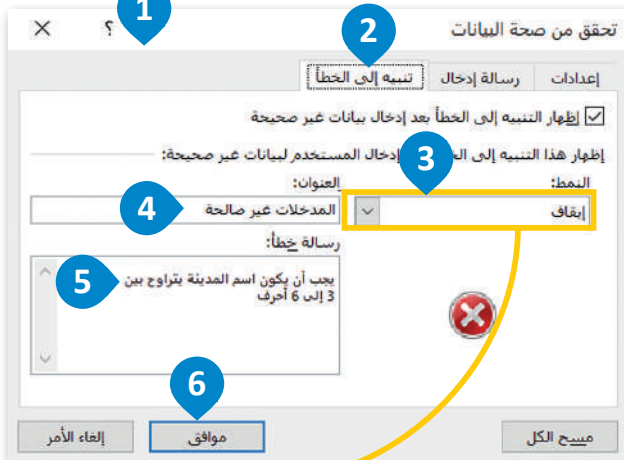 1
؟
تحقق من صحة البيانات
2
إعدادات
رسالة إدخال
تنبيه إلى الخطأ
إظهار التنبيه إلى الخطأ بعد إدخال بيانات غير صحيحة
إظهار هذا التنبيه إلى إدخال المستخدم لبيانات غير صحيحة:
3
النمط:
العنوان:
إيقاف
المدخلات غير صالحة
4
رسالة خطأ:
يجب أن يكون اسم المدينة يتراوح بين
3 إلى 6 أحرف
5
6
مسح الكل
موافق
إلغاء الأمر